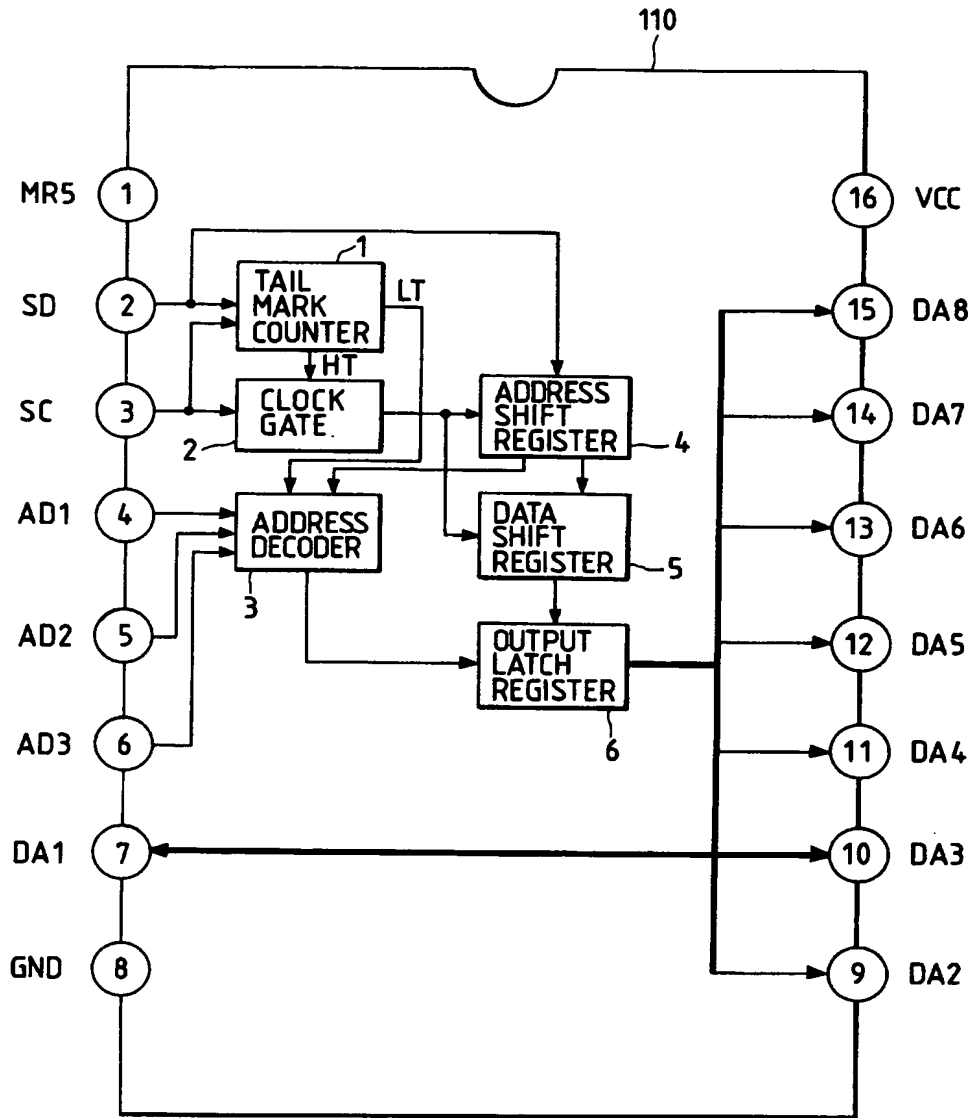 110
MR5 1
16 VCC
SD 2
1
TAIL
MARK
COUNTER
LT
HT
15 DA8
SC 3
CLOCK
GATE.
2
ADDRESS
SHIFT
REGISTER
4
14 DA7
AD1 4
ADDRESS
DECODER
3
DATA
SHIFT
REGISTER
5
13 DA6
AD2 5
OUTPUT
LATCH
REGISTER
6
12 DA5
AD3 6
11 DA4
DA1 7
10 DA3
GND 8
9 DA2